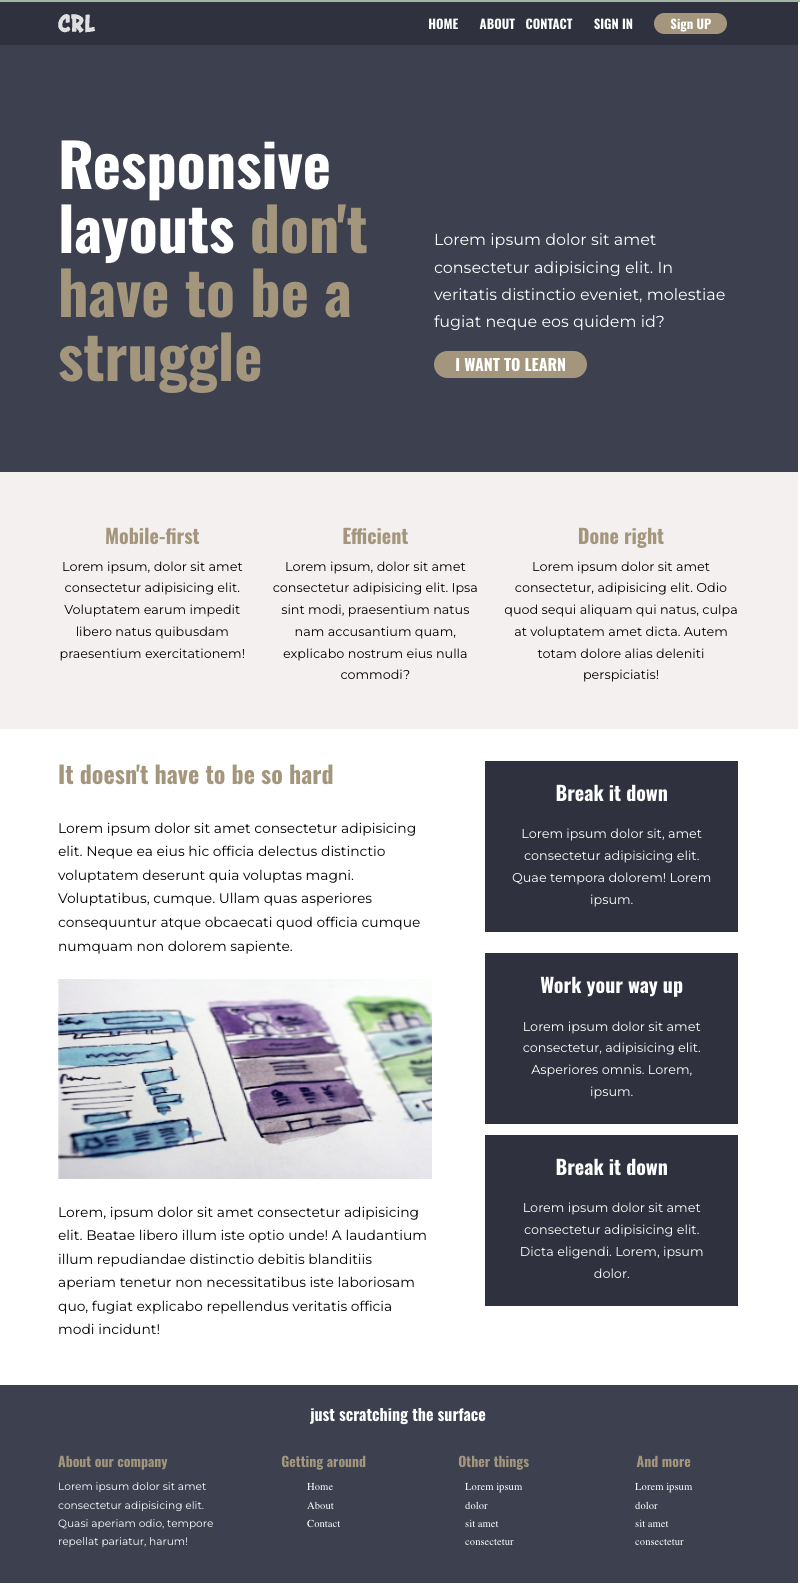 CRL
HOME ABOUT CONTACT SIGN IN Sign UP
Responsive
layouts don't
have to be a
struggle
Lorem ipsum dolor sit amet
consectetur adipisicing elit. In
veritatis distinctio eveniet, molestiae
fugiat neque eos quidem id?
I WANT TO LEARN
Mobile-first
Lorem ipsum, dolor sit amet
consectetur adipisicing elit.
Voluptatem earum impedit
libero natus quibusdam
praesentium exercitationem!
Efficient
Lorem ipsum, dolor sit amet
consectetur adipisicing elit. Ipsa
sint modi, praesentium natus
nam accusantium quam,
explicabo nostrum eius nulla
commodi?
Done right
Lorem ipsum dolor sit amet
consectetur, adipisicing elit. Odio
quod sequi aliquam qui natus, culpa
at voluptatem amet dicta. Autem
totam dolore alias deleniti
perspiciatis!
It doesn't have to be so hard
Lorem ipsum dolor sit amet consectetur adipisicing
elit. Neque ea eius hic officia delectus distinctio
voluptatem deserunt quia voluptas magni.
Voluptatibus, cumque. Ullam quas asperiores
consequuntur atque obcaecati quod officia cumque
numquam non dolorem sapiente.
Lorem, ipsum dolor sit amet consectetur adipisicing
elit. Beatae libero illum iste optio unde! A laudantium
illum repudiandae distinctio debitis blanditiis
aperiam tenetur non necessitatibus iste laboriosam
quo, fugiat explicabo repellendus veritatis officia
modi incidunt!
Break it down
Lorem ipsum dolor sit, amet
consectetur adipisicing elit.
Quae tempora dolorem! Lorem
ipsum.
Work your way up
Lorem ipsum dolor sit amet
consectetur, adipisicing elit.
Asperiores omnis. Lorem,
ipsum.
Break it down
Lorem ipsum dolor sit amet
consectetur adipisicing elit.
Dicta eligendi. Lorem, ipsum
dolor.
just scratching the surface
About our company
Lorem ipsum dolor sit amet
consectetur adipisicing elit.
Quasi aperiam odio, tempore
repellat pariatur, harum!
Getting around
Home
About
Contact
Other things
Lorem ipsum
dolor
sit amet
consectetur
And more
Lorem ipsum
dolor
sit amet
consectetur